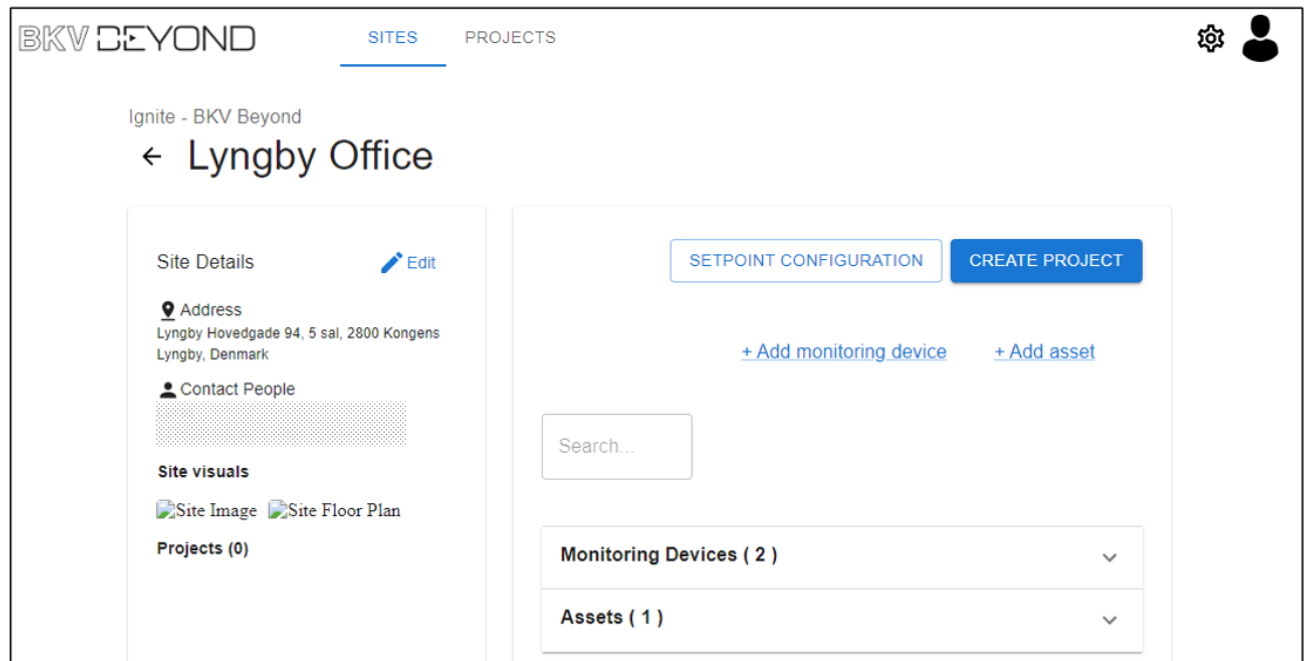 BKV BEYOND SITES PROJECTS
Ignite - BKV Beyond
← Lyngby Office
Site Details
Edit
Address
Lyngby Hovedgade 94, 5 sal, 2800 Kongens
Lyngby, Denmark
Contact People
Site visuals
Site Image Site Floor Plan
Projects (0)
SETPOINT CONFIGURATION
CREATE PROJECT
+ Add monitoring device + Add asset
Search...
Monitoring Devices ( 2 )
Assets ( 1 )